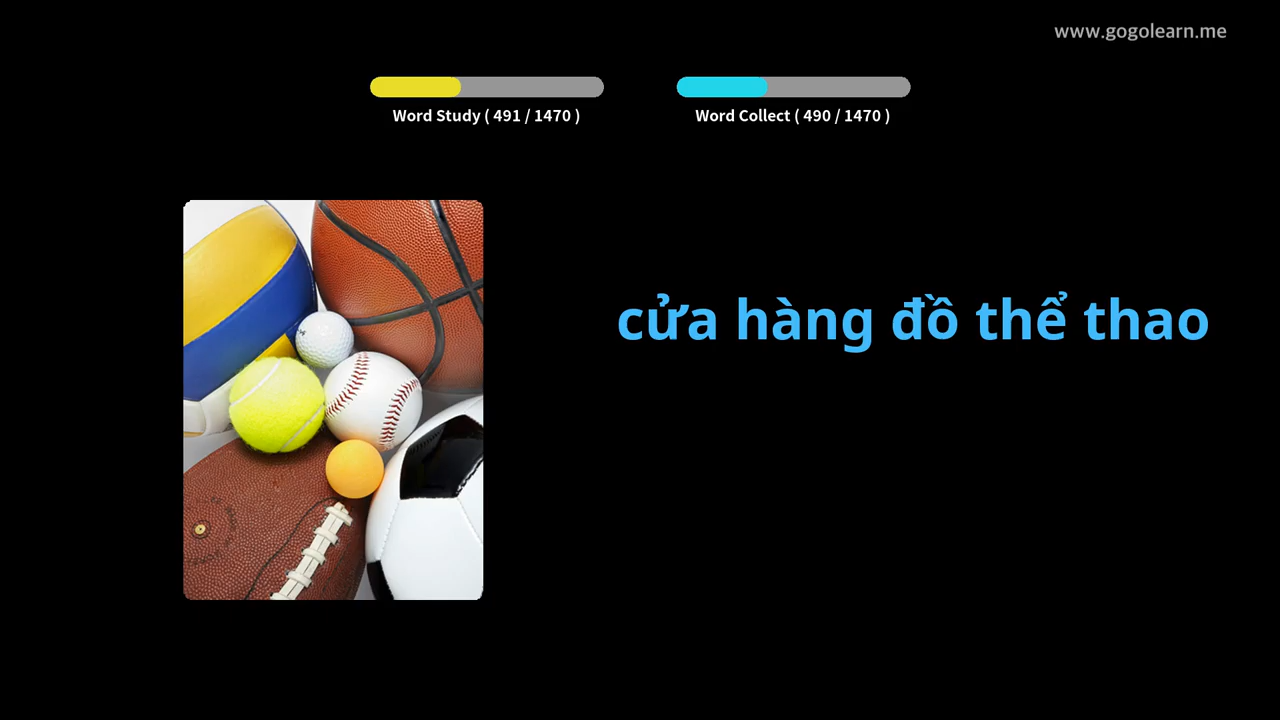 www.gogolearn.me
Word Study ( 491 / 1470 )
Word Collect ( 490 / 1470 )
cửa hàng đồ thể thao